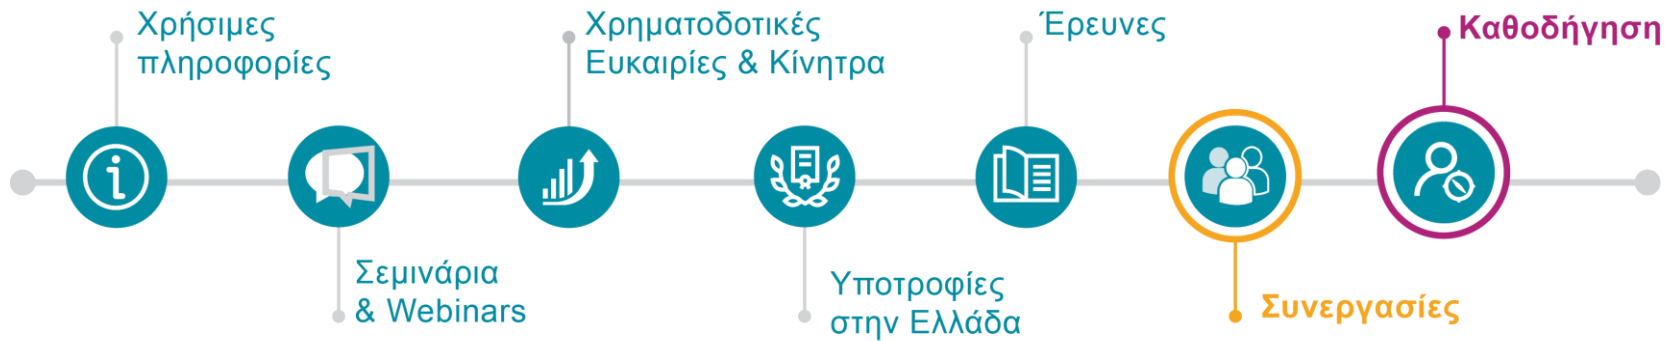 Χρήσιμες
πληροφορίες
Σεμινάρια
& Webinars
Χρηματοδοτικές
Ευκαιρίες & Κίνητρα
Υποτροφίες
στην Ελλάδα
Έρευνες
Συνεργασίες
Καθοδήγηση